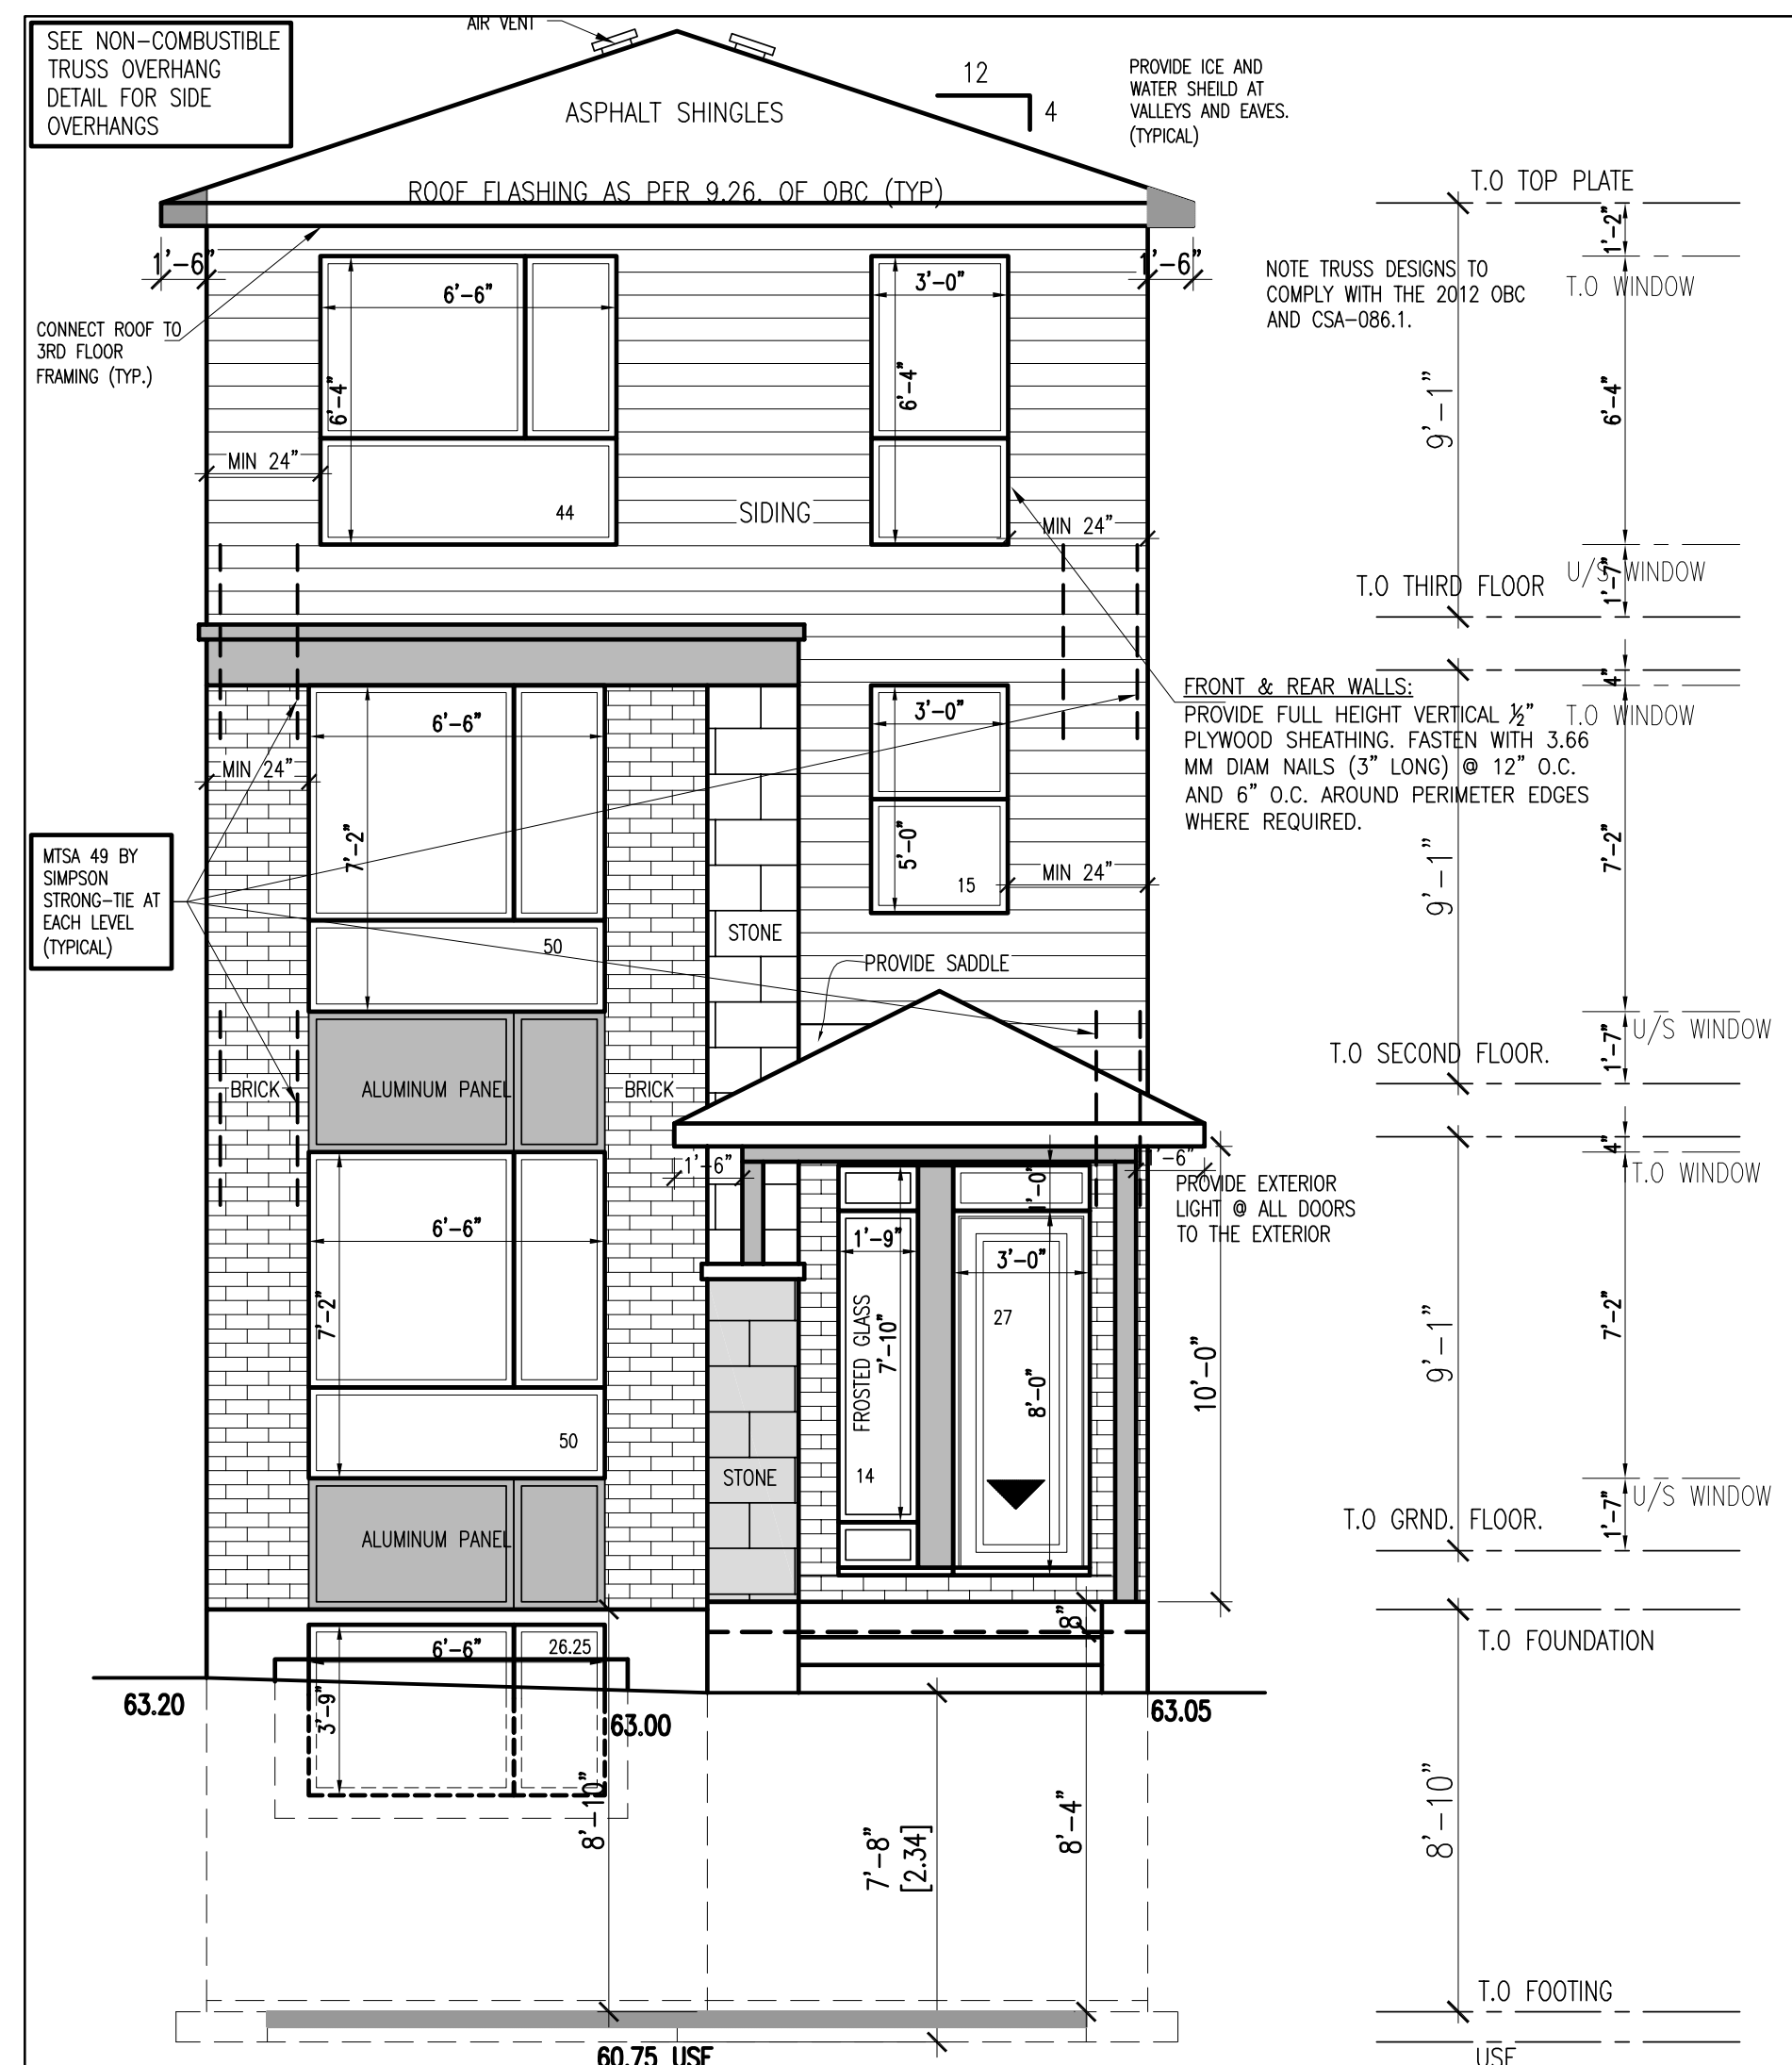 SEE NON-COMBUSTIBLE
TRUSS OVERHANG
DETAIL FOR SIDE
OVERHANGS
AIR VENT
ASPHALT SHINGLES
12
4
PROVIDE ICE AND
WATER SHEILD AT
VALLEYS AND EAVES.
(TYPICAL)
ROOF FLASHING AS PER 9.26. OF OBC (TYP)
T.O TOP PLATE
1'-2"
1'-6"
1'-6"
NOTE TRUSS DESIGNS TO
COMPLY WITH THE 2012 OBC
AND CSA-086.1.
T.O WINDOW
6'-6"
3'-0"
CONNECT ROOF TO
3RD FLOOR
FRAMING (TYP.)
6'-4"
6'-4"
9'-1"
6'-4"
MIN 24"
44
SIDING
MIN 24"
U/S WINDOW
1'-7"
T.O THIRD FLOOR
4"
FRONT & REAR WALLS:
PROVIDE FULL HEIGHT VERTICAL ½"
PLYWOOD SHEATHING. FASTEN WITH 3.66
MM DIAM NAILS (3" LONG) @ 12" O.C.
AND 6" O.C. AROUND PERIMETER EDGES
WHERE REQUIRED.
T.O WINDOW
6'-6"
3'-0"
MIN 24"
7'-2"
5'-0"
9'-1"
7'-2"
MTSA 49 BY
SIMPSON
STRONG-TIE AT
EACH LEVEL
(TYPICAL)
15
MIN 24"
50
STONE
PROVIDE SADDLE
U/S WINDOW
1'-7"
T.O SECOND FLOOR.
BRICK
ALUMINUM PANEL
BRICK
4"
T.O WINDOW
1'-6"
1'-0"
1'-6"
PROVIDE EXTERIOR
LIGHT @ ALL DOORS
TO THE EXTERIOR
6'-6"
1'-9"
3'-0"
7'-2"
FROSTED GLASS
7'-10"
27
8'-0"
10'-0"
9'-1"
7'-2"
50
STONE
14
U/S WINDOW
1'-7"
T.O GRND. FLOOR.
ALUMINUM PANEL
8"
T.O FOUNDATION
6'-6"
26.25
3'-9"
63.20
63.00
63.05
8'-10"
7'-8"
[2.34]
8'-4"
8'-10"
T.O FOOTING
60.75 USF
USF